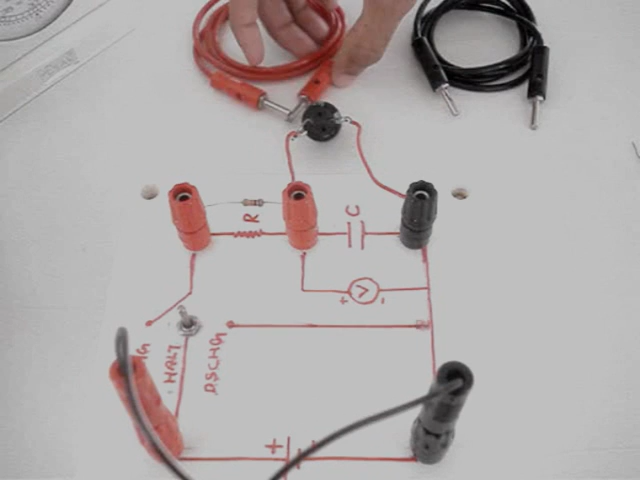 R
C
+ V -
HALT
DSCHG
+